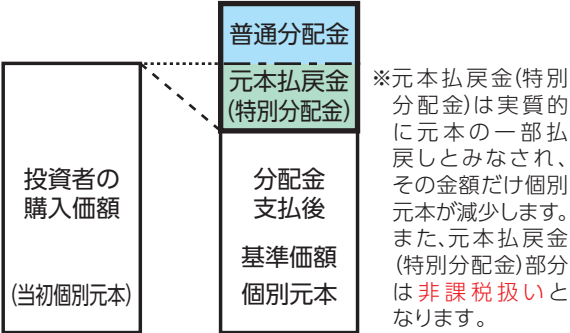 普通分配金
元本払戻金
(特別分配金)
投資者の
購入価額
(当初個別元本)
分配金
支払後
基準価額
個別元本
※元本払戻金(特別
分配金)は実質的
に元本の一部払
戻しとみなされ、
その金額だけ個別
元本が減少します。
また、元本払戻金
(特別分配金)部分
は非課税扱いと
なります。